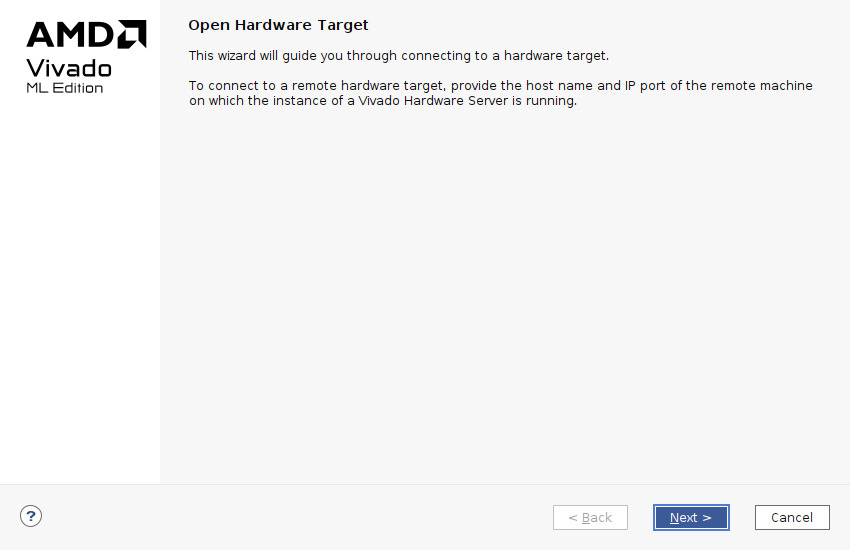 AMD
Vivado
ML Edition
Open Hardware Target
This wizard will guide you through connecting to a hardware target.
To connect to a remote hardware target, provide the host name and IP port of the remote machine
on which the instance of a Vivado Hardware Server is running.
?
< Back
Next >
Cancel